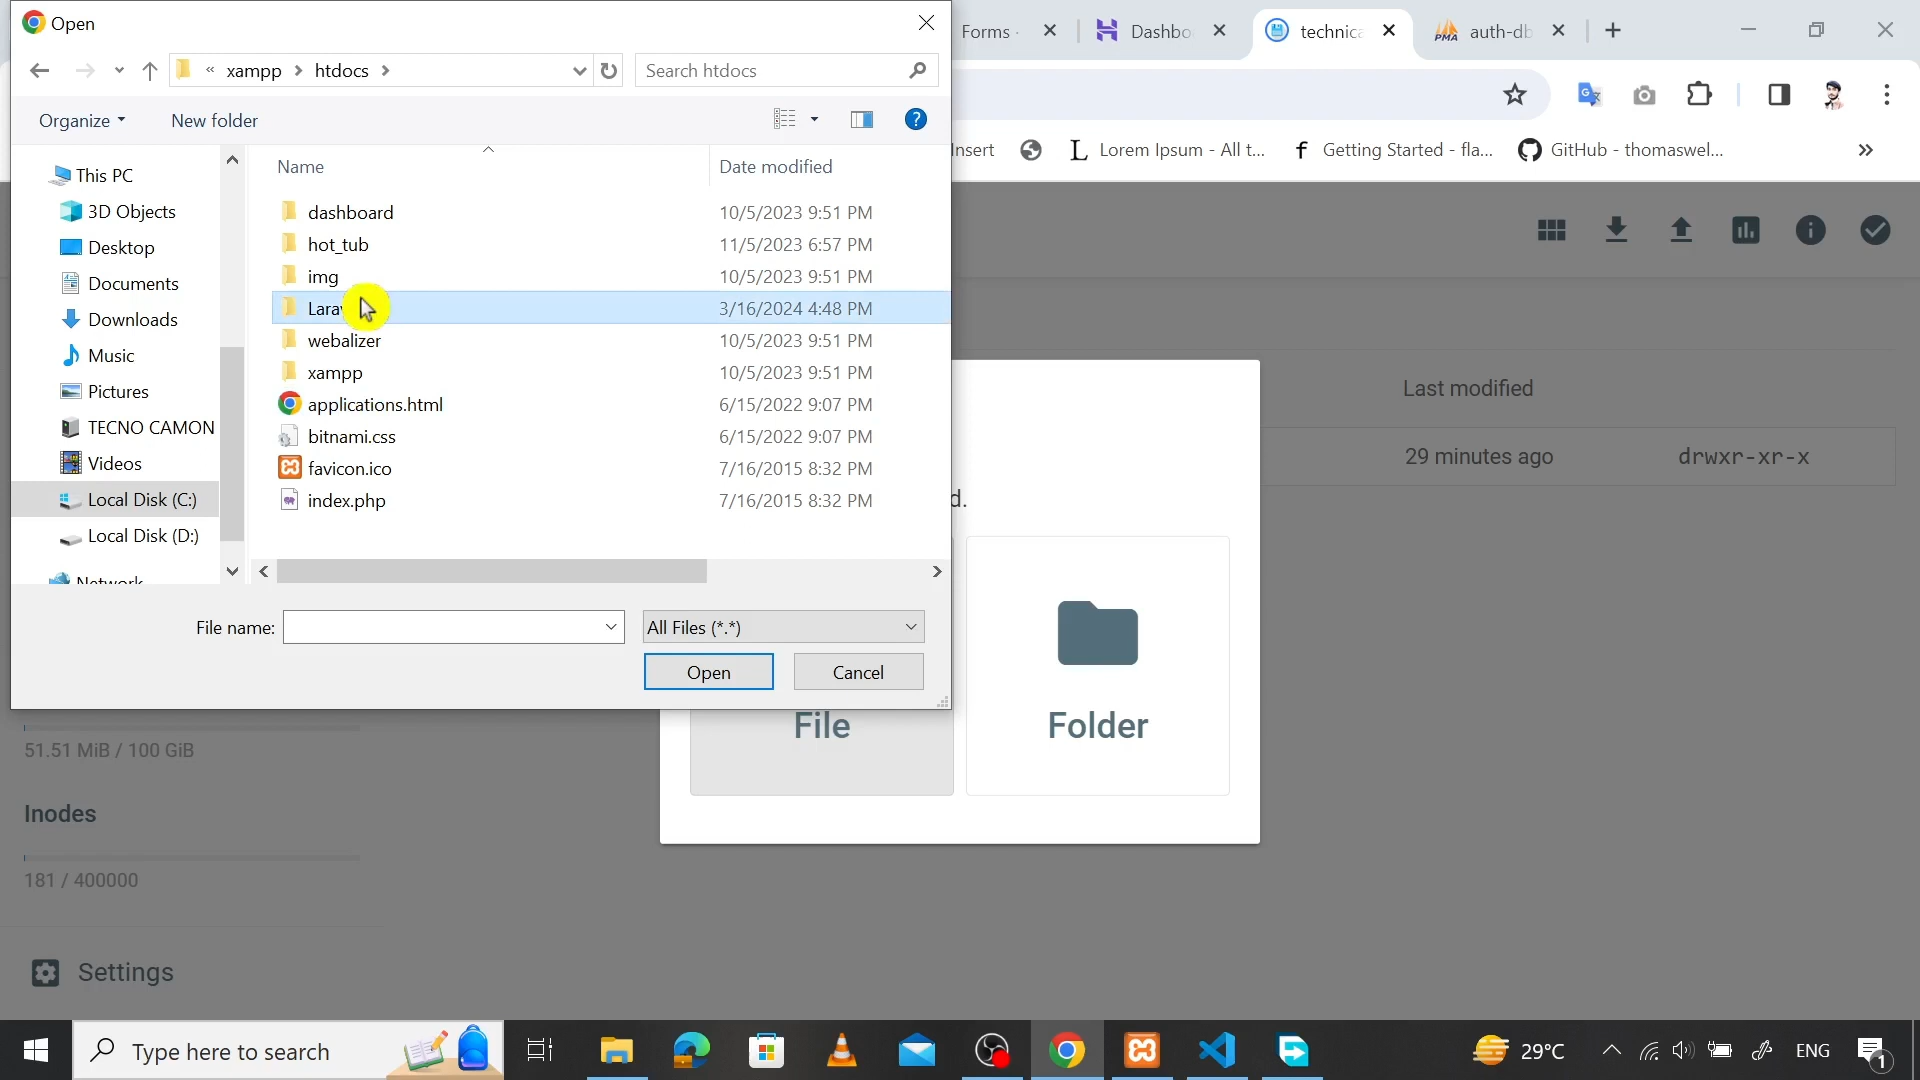 Open
Forms
Dashbo
technica
auth-db
« xampp > htdocs >
Search htdocs
Organize
New folder
Insert
Lorem Ipsum - All t...
Getting Started - fla...
GitHub - thomaswel...
»
Name
Date modified
This PC
3D Objects
Desktop
Documents
Downloads
Music
Pictures
TECNO CAMON
Videos
Local Disk (C:)
Local Disk (D:)
Network
dashboard 10/5/2023 9:51 PM
hot_tub 11/5/2023 6:57 PM
img 10/5/2023 9:51 PM
Larav 3/16/2024 4:48 PM
webalizer 10/5/2023 9:51 PM
xampp 10/5/2023 9:51 PM
applications.html 6/15/2022 9:07 PM
bitnami.css 6/15/2022 9:07 PM
favicon.ico 7/16/2015 8:32 PM
index.php 7/16/2015 8:32 PM
Last modified
29 minutes ago drwxr-xr-x
d.
File name:
All Files (*.*)
Open
Cancel
File
Folder
51.51 MiB / 100 GiB
Inodes
181 / 400000
Settings
Type here to search
29°C
ENG
1